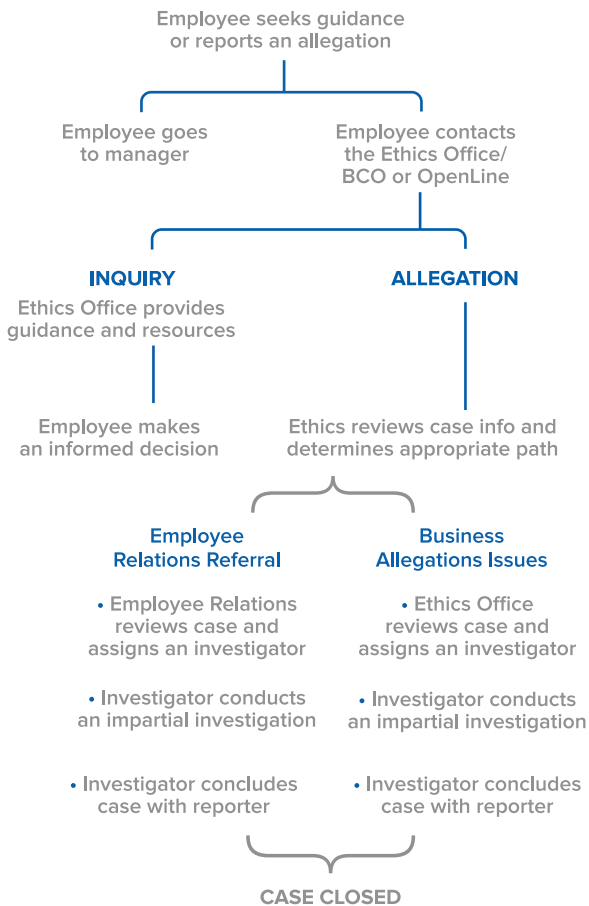 Employee seeks guidance
or reports an allegation
Employee goes
to manager
Employee contacts
the Ethics Office/
BCO or OpenLine
INQUIRY
Ethics Office provides
guidance and resources
ALLEGATION
Employee makes
an informed decision
Ethics reviews case info and
determines appropriate path
Employee
Relations Referral
• Employee Relations
reviews case and
assigns an investigator
• Investigator conducts
an impartial investigation
• Investigator concludes
case with reporter
Business
Allegations Issues
• Ethics Office
reviews case and
assigns an investigator
• Investigator conducts
an impartial investigation
• Investigator concludes
case with reporter
CASE CLOSED